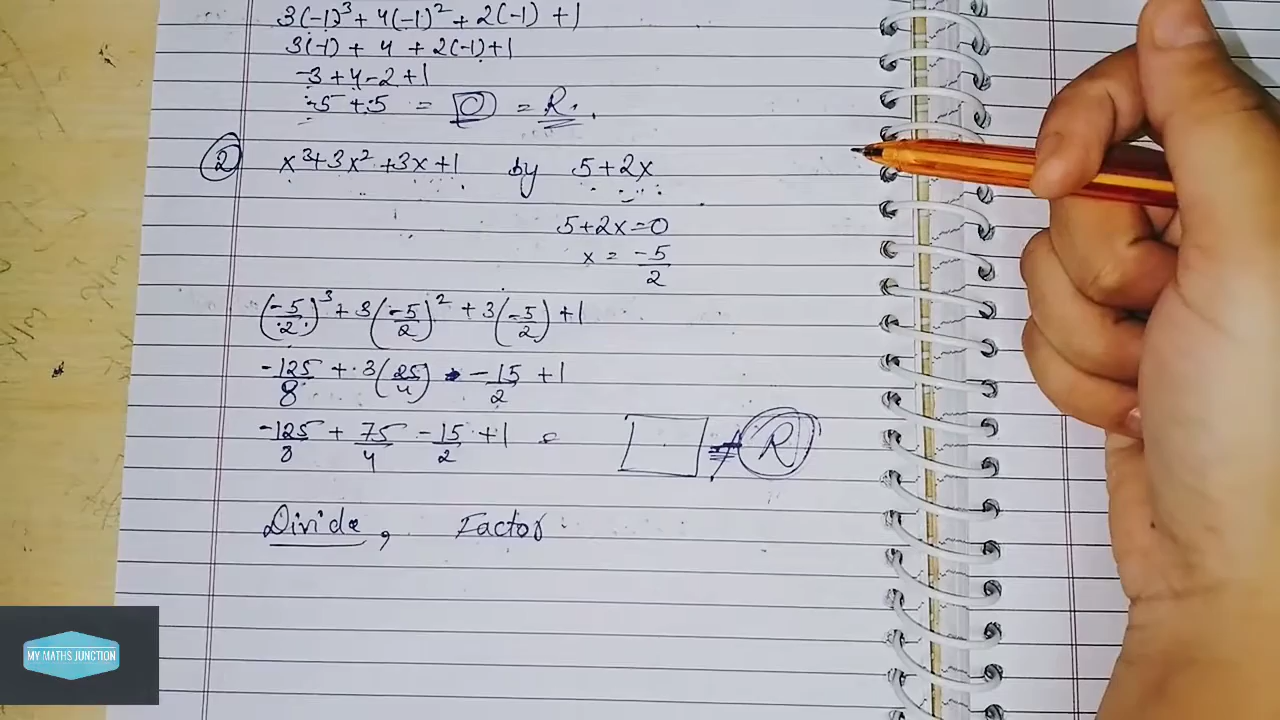 3(-1)³ + 4(-1)² + 2(-1) + 1
3(-1) + 4 + 2(-1)+1
-3 + 4 - 2 + 1
-5 + 5 = 0 = R.
2 x³+3x² +3x+1 by 5+2x
5+2x=0
x = -5/2
(-5/2)³ + 3(-5/2)² + 3(-5/2) + 1
-125/8 + 3(25/4) - 15/2 + 1
-125/8 + 75/4 - 15/2 + 1 = ≠ R
Divide, Factor
MY MATHS JUNCTION